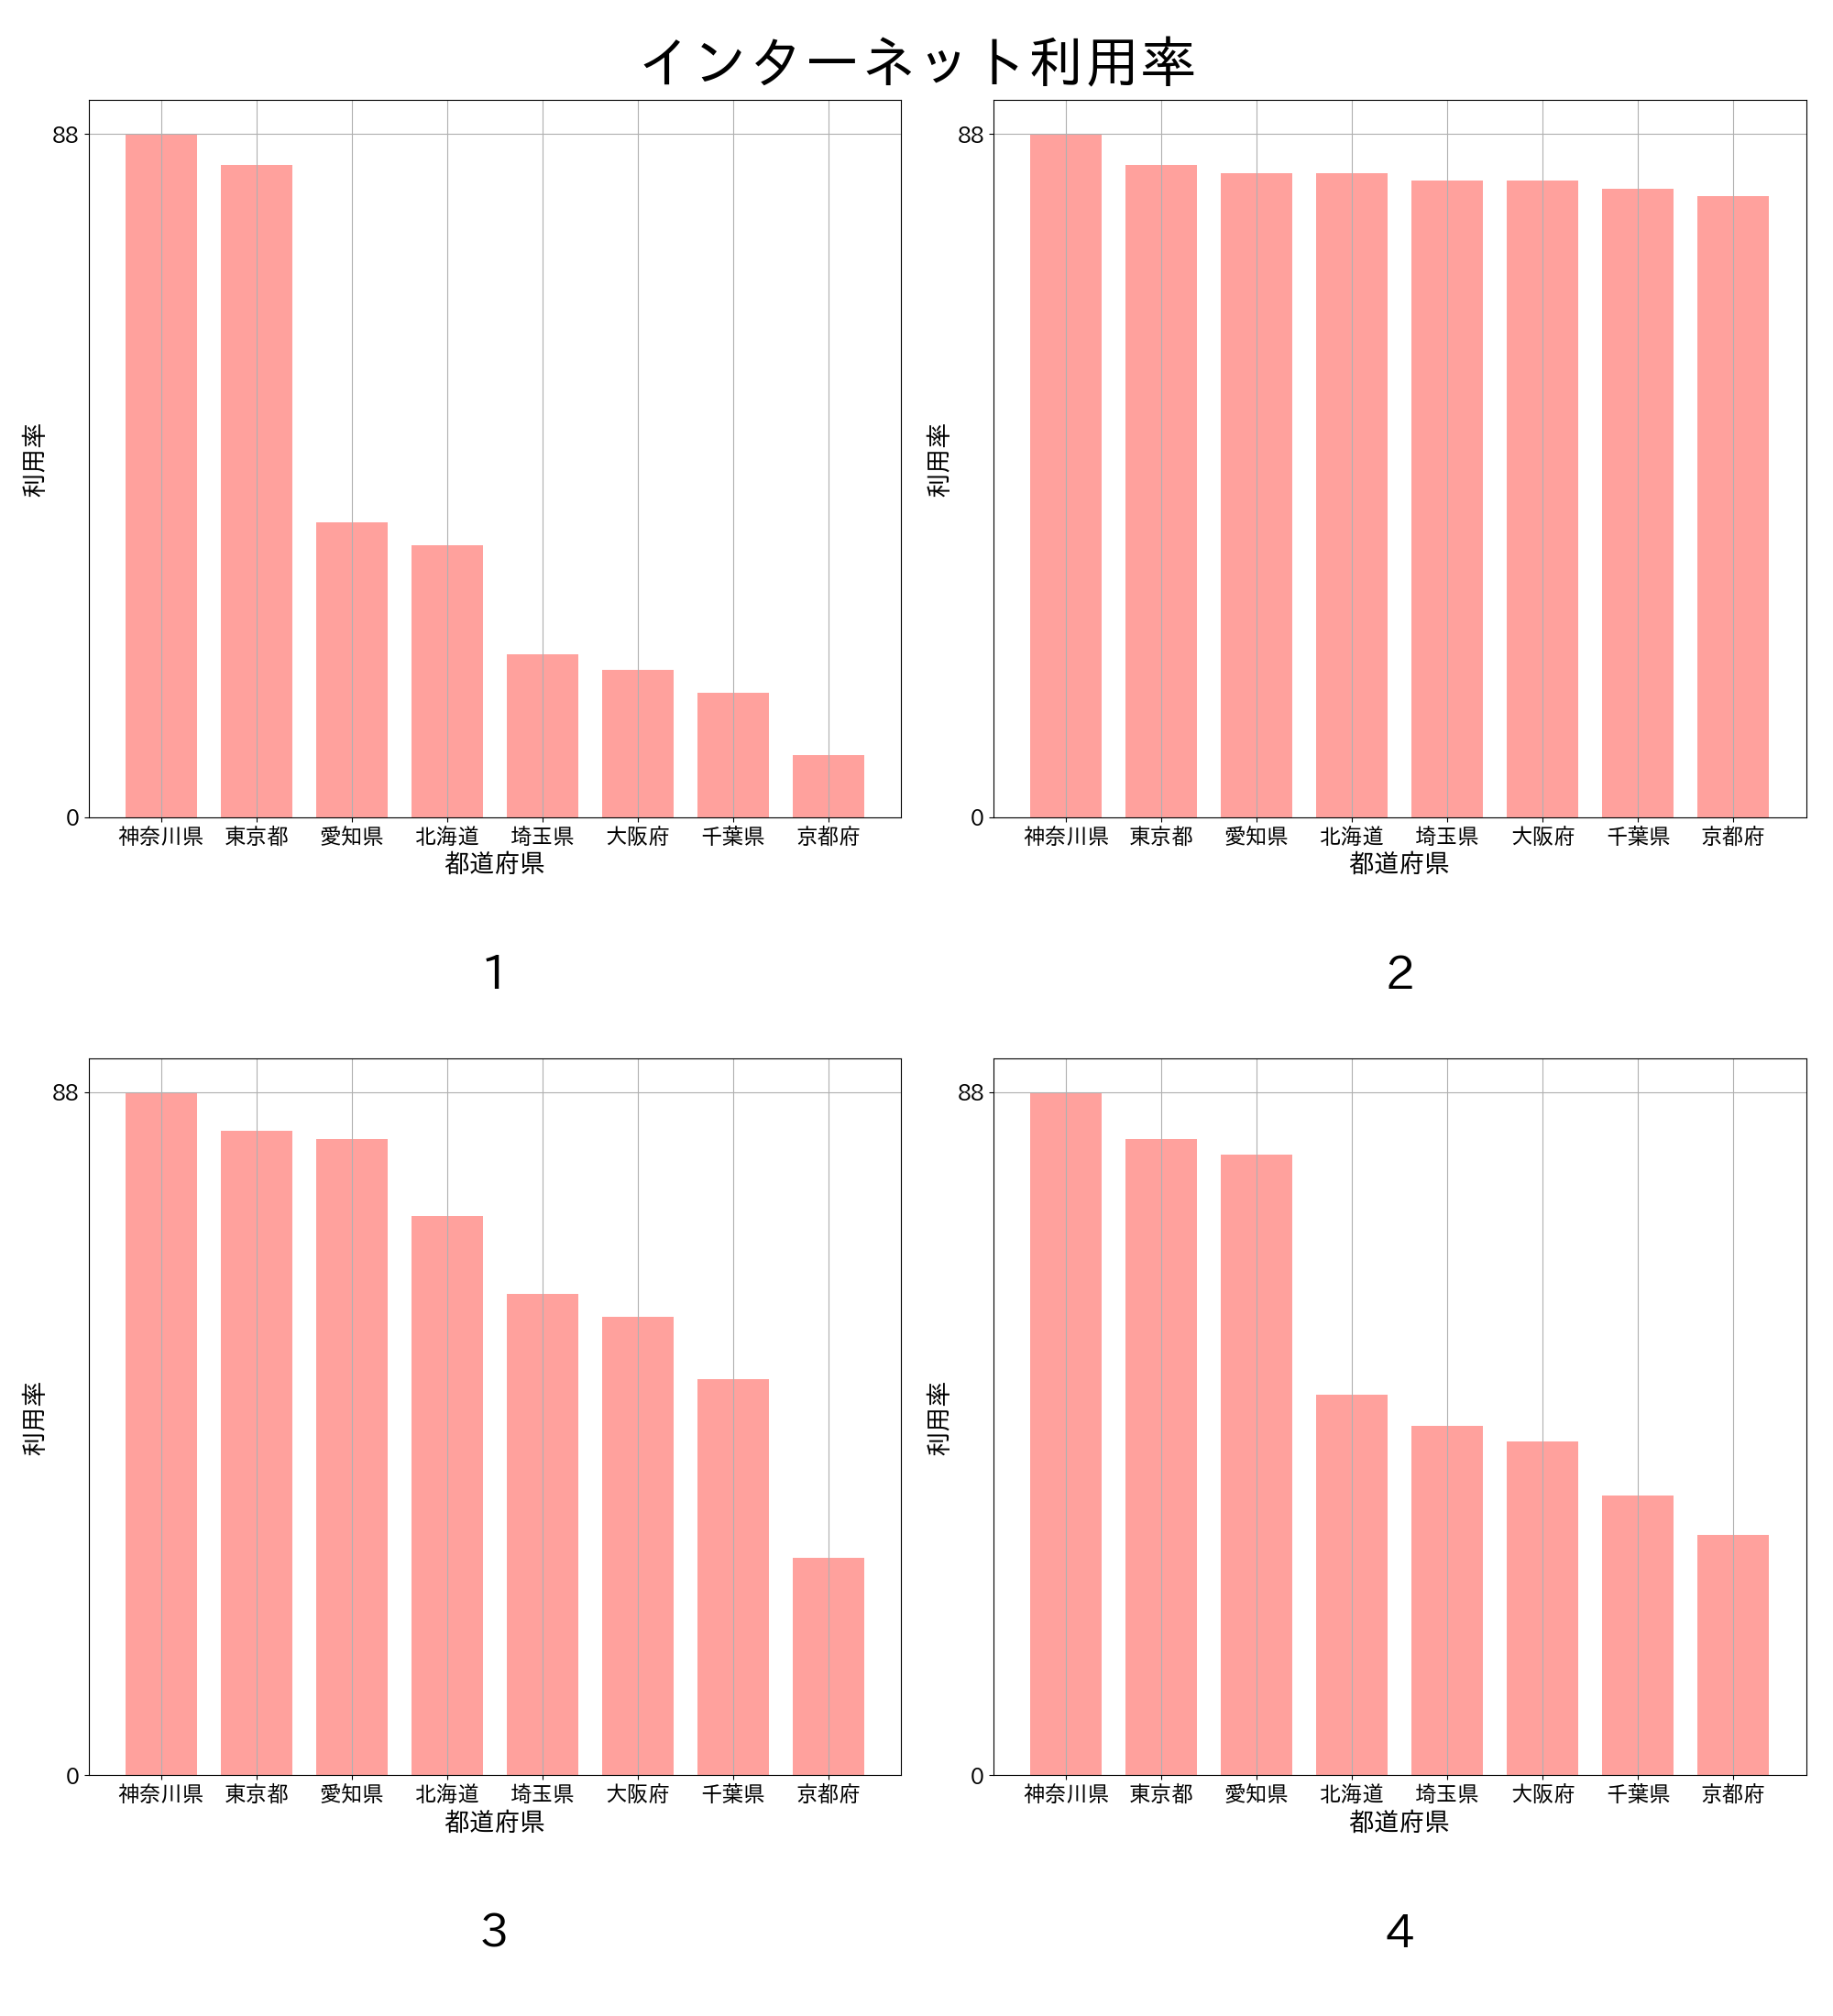 インターネット利用率
88
0
利用率
神奈川県 東京都 愛知県 北海道 埼玉県 大阪府 千葉県 京都府
都道府県
1
88
0
利用率
神奈川県 東京都 愛知県 北海道 埼玉県 大阪府 千葉県 京都府
都道府県
2
88
0
利用率
神奈川県 東京都 愛知県 北海道 埼玉県 大阪府 千葉県 京都府
都道府県
3
88
0
利用率
神奈川県 東京都 愛知県 北海道 埼玉県 大阪府 千葉県 京都府
都道府県
4